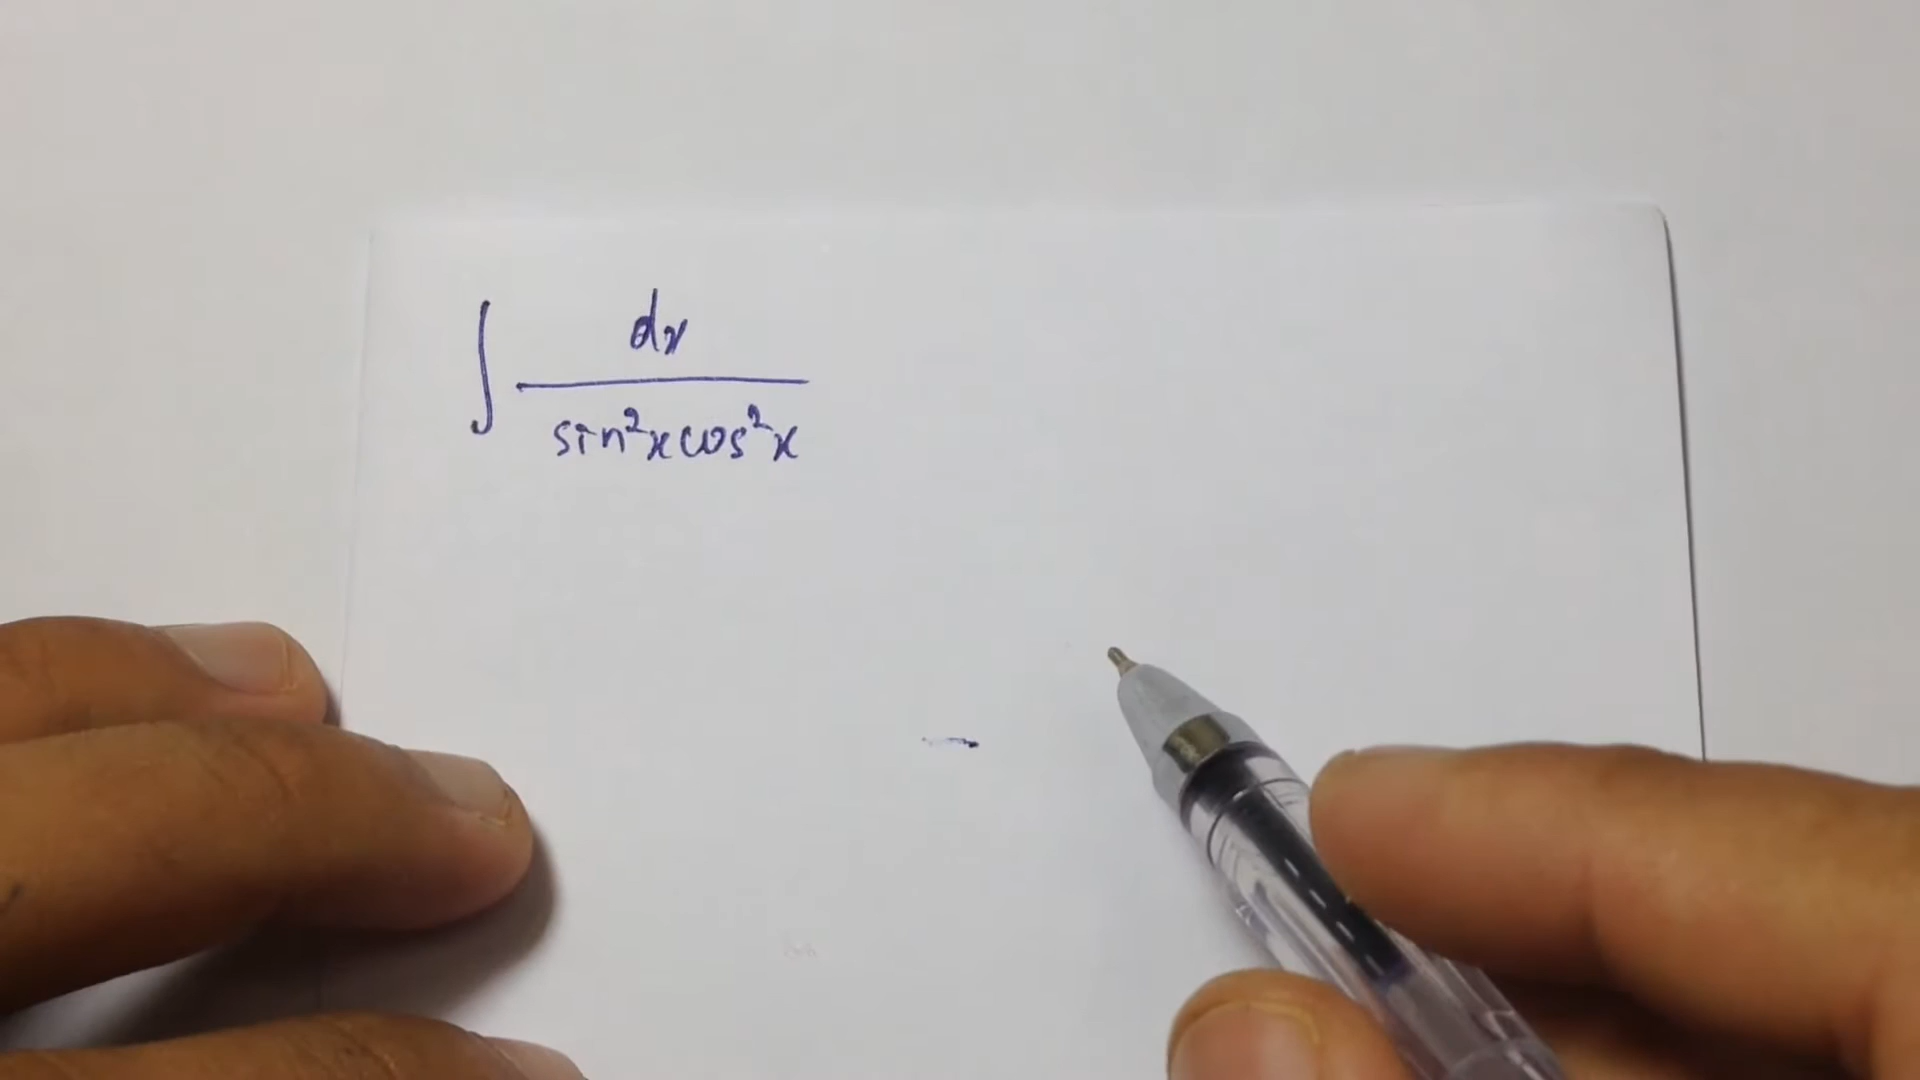 ∫ dx / sin²x cos²x